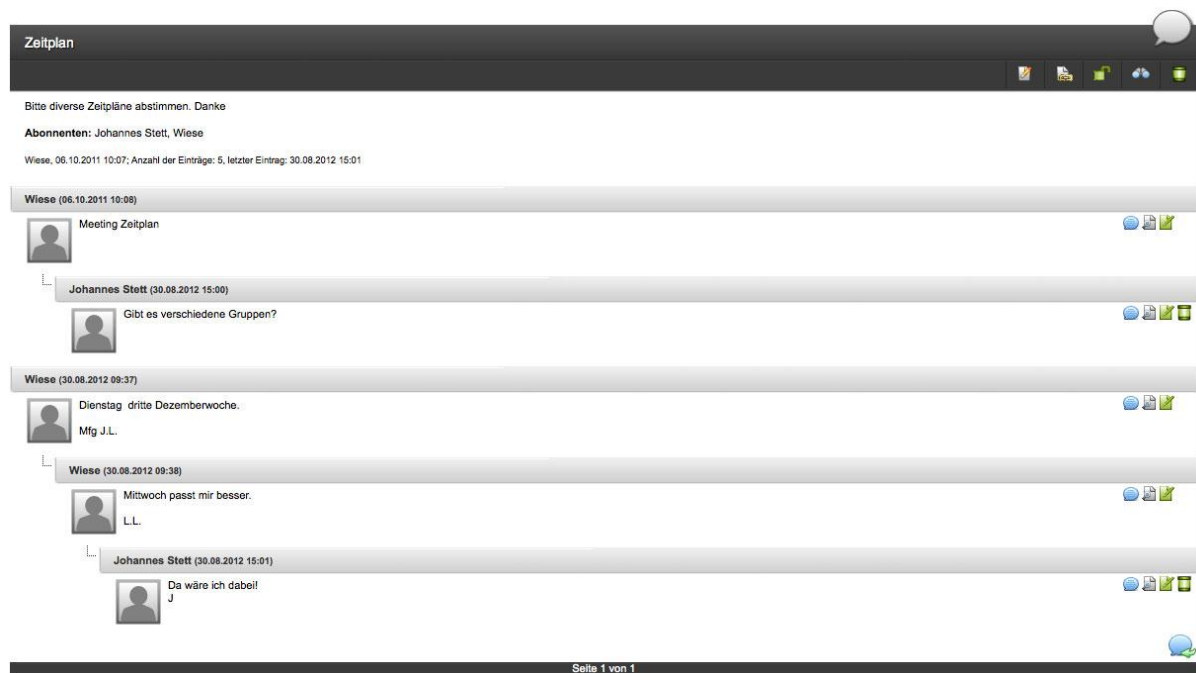 Zeitplan
Bitte diverse Zeitpläne abstimmen. Danke
Abonnenten: Johannes Stett, Wiese
Wiese, 06.10.2011 10:07; Anzahl der Einträge: 5, letzter Eintrag: 30.08.2012 15:01
Wiese (06.10.2011 10:08)
Meeting Zeitplan
Johannes Stett (30.08.2012 15:00)
Gibt es verschiedene Gruppen?
Wiese (30.08.2012 09:37)
Dienstag dritte Dezemberwoche.
Mfg J.L.
Wiese (30.08.2012 09:38)
Mittwoch passt mir besser.
L.L.
Johannes Stett (30.08.2012 15:01)
Da wäre ich dabei!
J
Seite 1 von 1